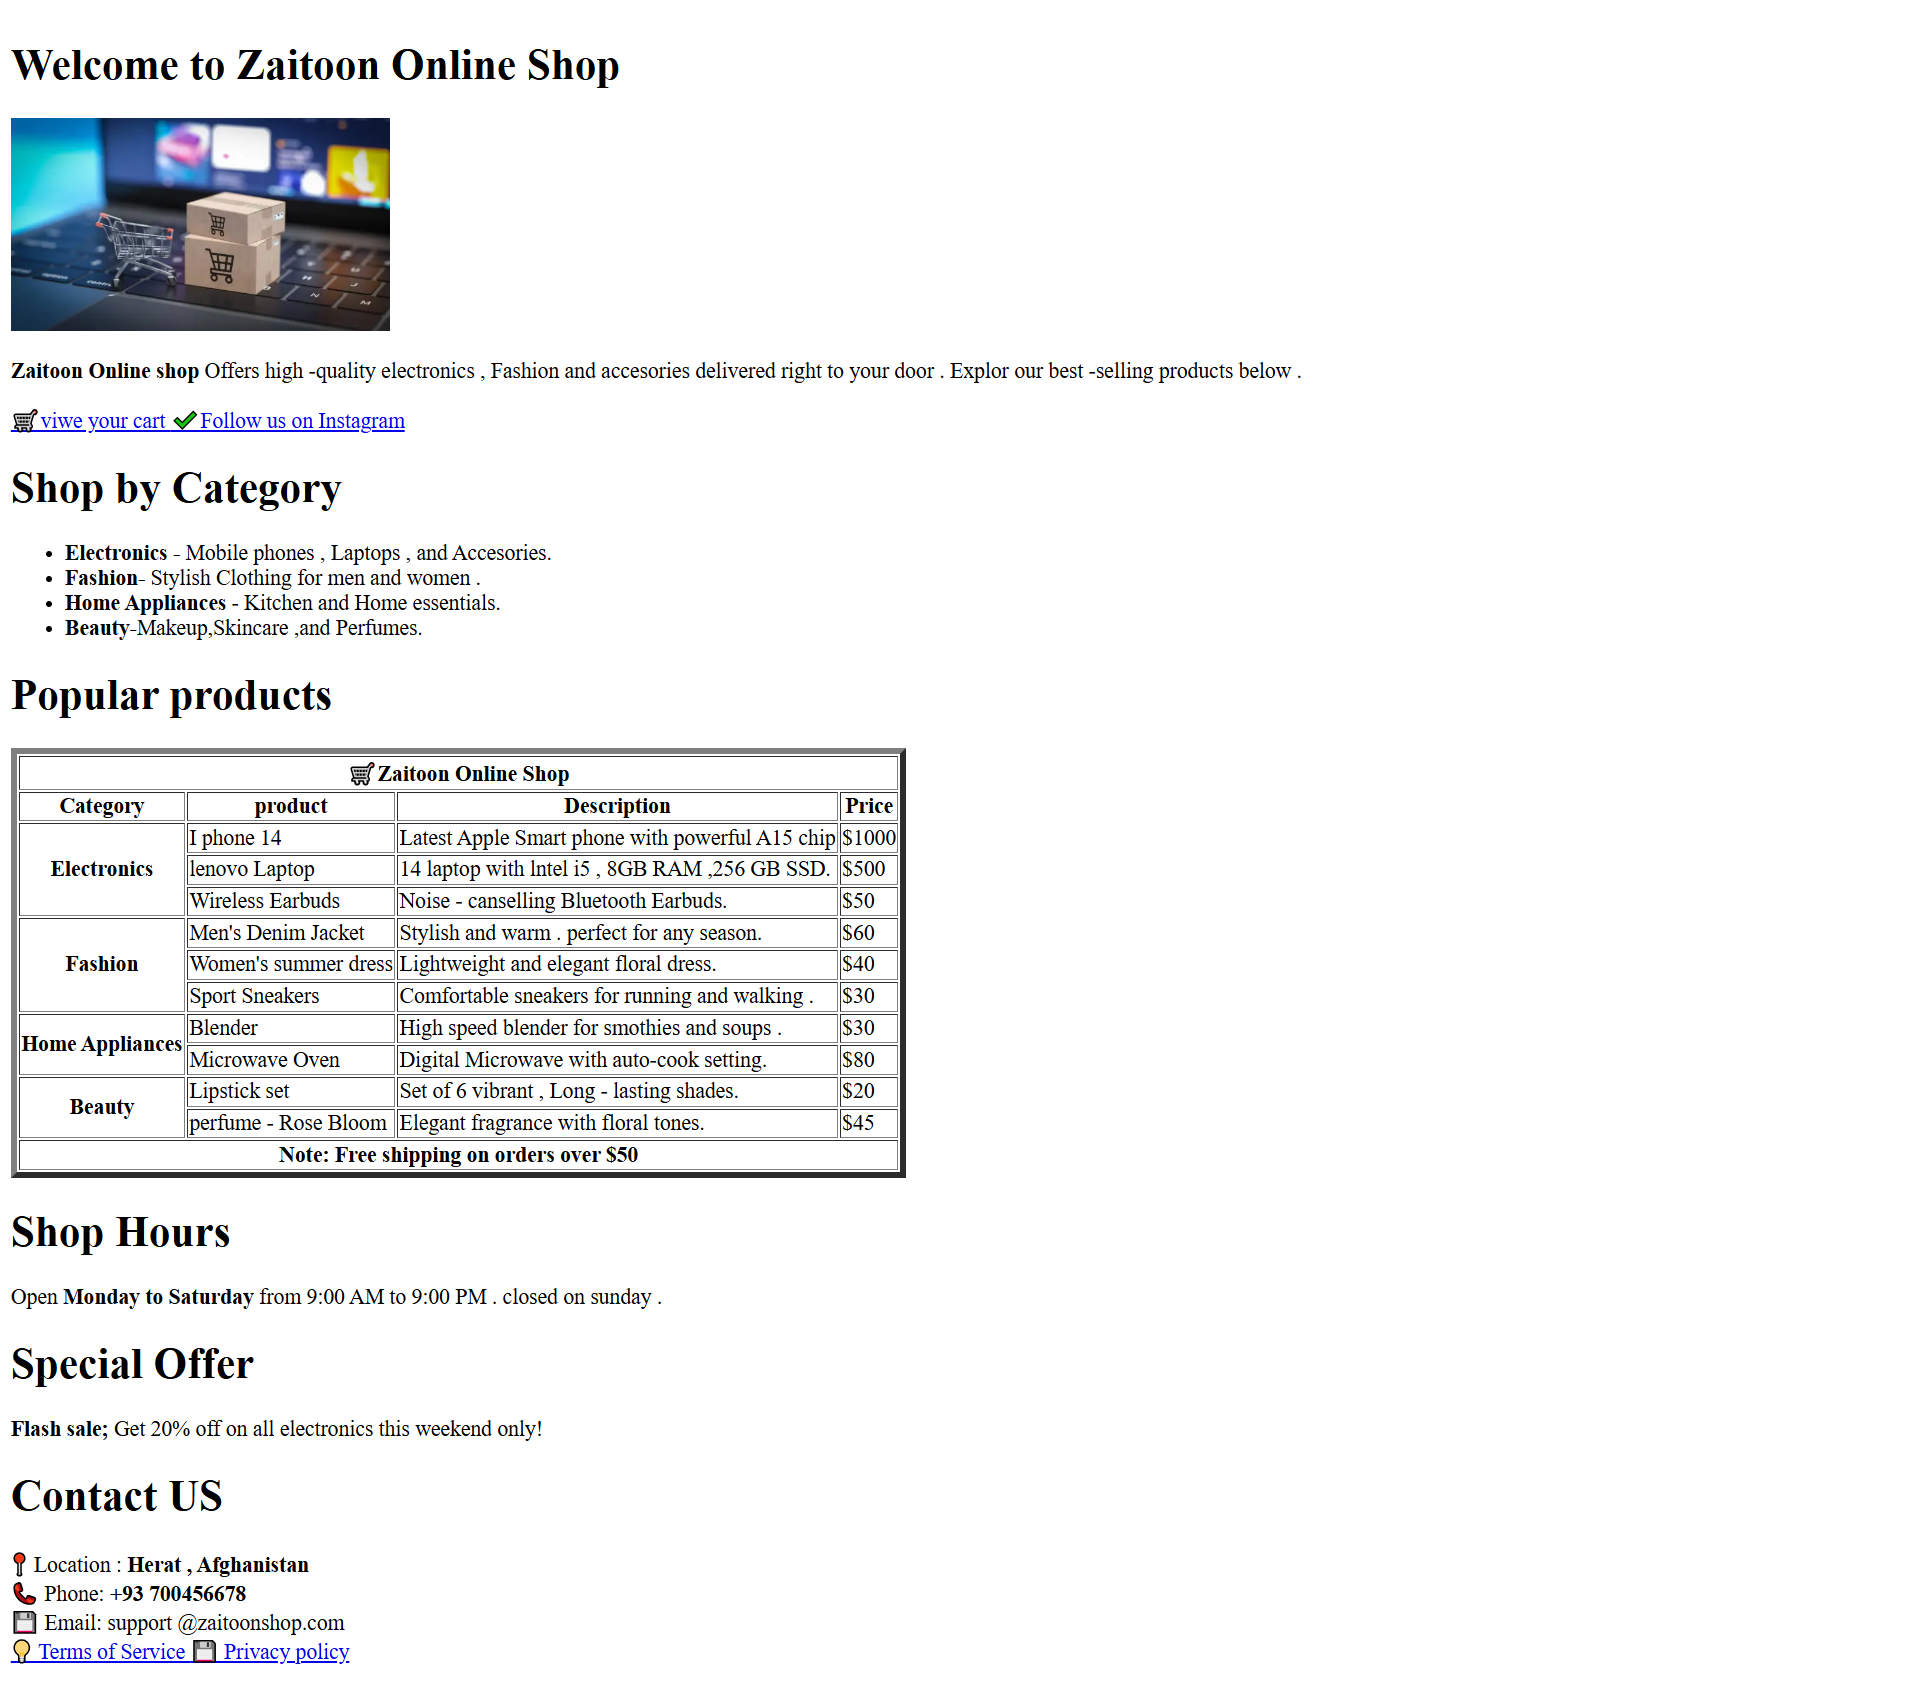 Welcome to Zaitoon Online Shop
Zaitoon Online shop Offers high -quality electronics , Fashion and accesories delivered right to your door . Explor our best -selling products below .
🛒 viwe your cart ✔ Follow us on Instagram
Shop by Category
• Electronics - Mobile phones , Laptops , and Accesories.
• Fashion- Stylish Clothing for men and women .
• Home Appliances - Kitchen and Home essentials.
• Beauty-Makeup,Skincare ,and Perfumes.
Popular products
🛒 Zaitoon Online Shop
Category product Description Price
Electronics I phone 14 Latest Apple Smart phone with powerful A15 chip $1000
lenovo Laptop 14 laptop with lntel i5 , 8GB RAM ,256 GB SSD. $500
Wireless Earbuds Noise - canselling Bluetooth Earbuds. $50
Fashion Men's Denim Jacket Stylish and warm . perfect for any season. $60
Women's summer dress Lightweight and elegant floral dress. $40
Sport Sneakers Comfortable sneakers for running and walking . $30
Home Appliances Blender High speed blender for smothies and soups . $30
Microwave Oven Digital Microwave with auto-cook setting. $80
Beauty Lipstick set Set of 6 vibrant , Long - lasting shades. $20
perfume - Rose Bloom Elegant fragrance with floral tones. $45
Note: Free shipping on orders over $50
Shop Hours
Open Monday to Saturday from 9:00 AM to 9:00 PM . closed on sunday .
Special Offer
Flash sale; Get 20% off on all electronics this weekend only!
Contact US
📍 Location : Herat , Afghanistan
📞 Phone: +93 700456678
💾 Email: support @zaitoonshop.com
💡 Terms of Service 💾 Privacy policy